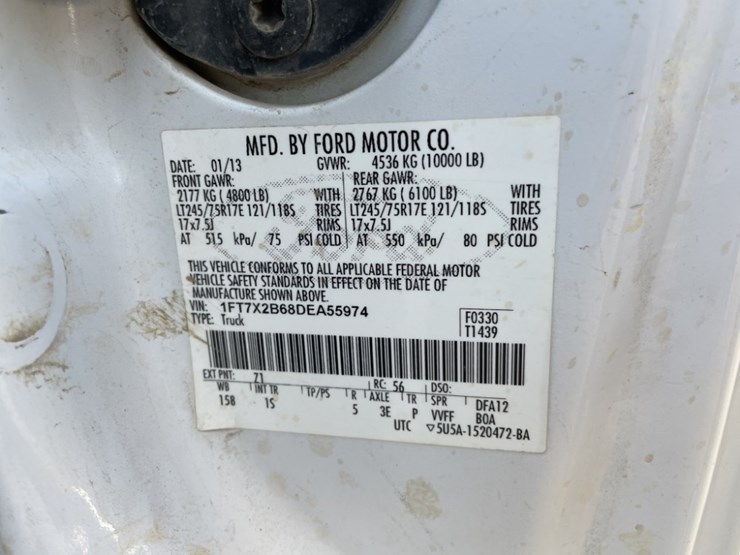 MFD. BY FORD MOTOR CO.
DATE: 01/13 GVWR: 4536 KG (10000 LB)
FRONT GAWR: REAR GAWR:
2177 KG ( 4800 LB) WITH 2767 KG ( 6100 LB) WITH
LT245/75R17E 121/118S TIRES LT245/75R17E 121/118S TIRES
17x7.5J RIMS 17x7.5J RIMS
AT 515 kPa/ 75 PSI COLD AT 550 kPa/ 80 PSI COLD
THIS VEHICLE CONFORMS TO ALL APPLICABLE FEDERAL MOTOR
VEHICLE SAFETY STANDARDS IN EFFECT ON THE DATE OF
MANUFACTURE SHOWN ABOVE.
VIN: 1FT7X2B68DEA55974 F0330
TYPE: Truck T1439
EXT PNT: Z1 RC: 56 DSO:
WB INT TR TP/PS R AXLE TR SPR DFA12
158 1S 5 3E P VVFF BOA
UTC ▽5U5A-1520472-BA